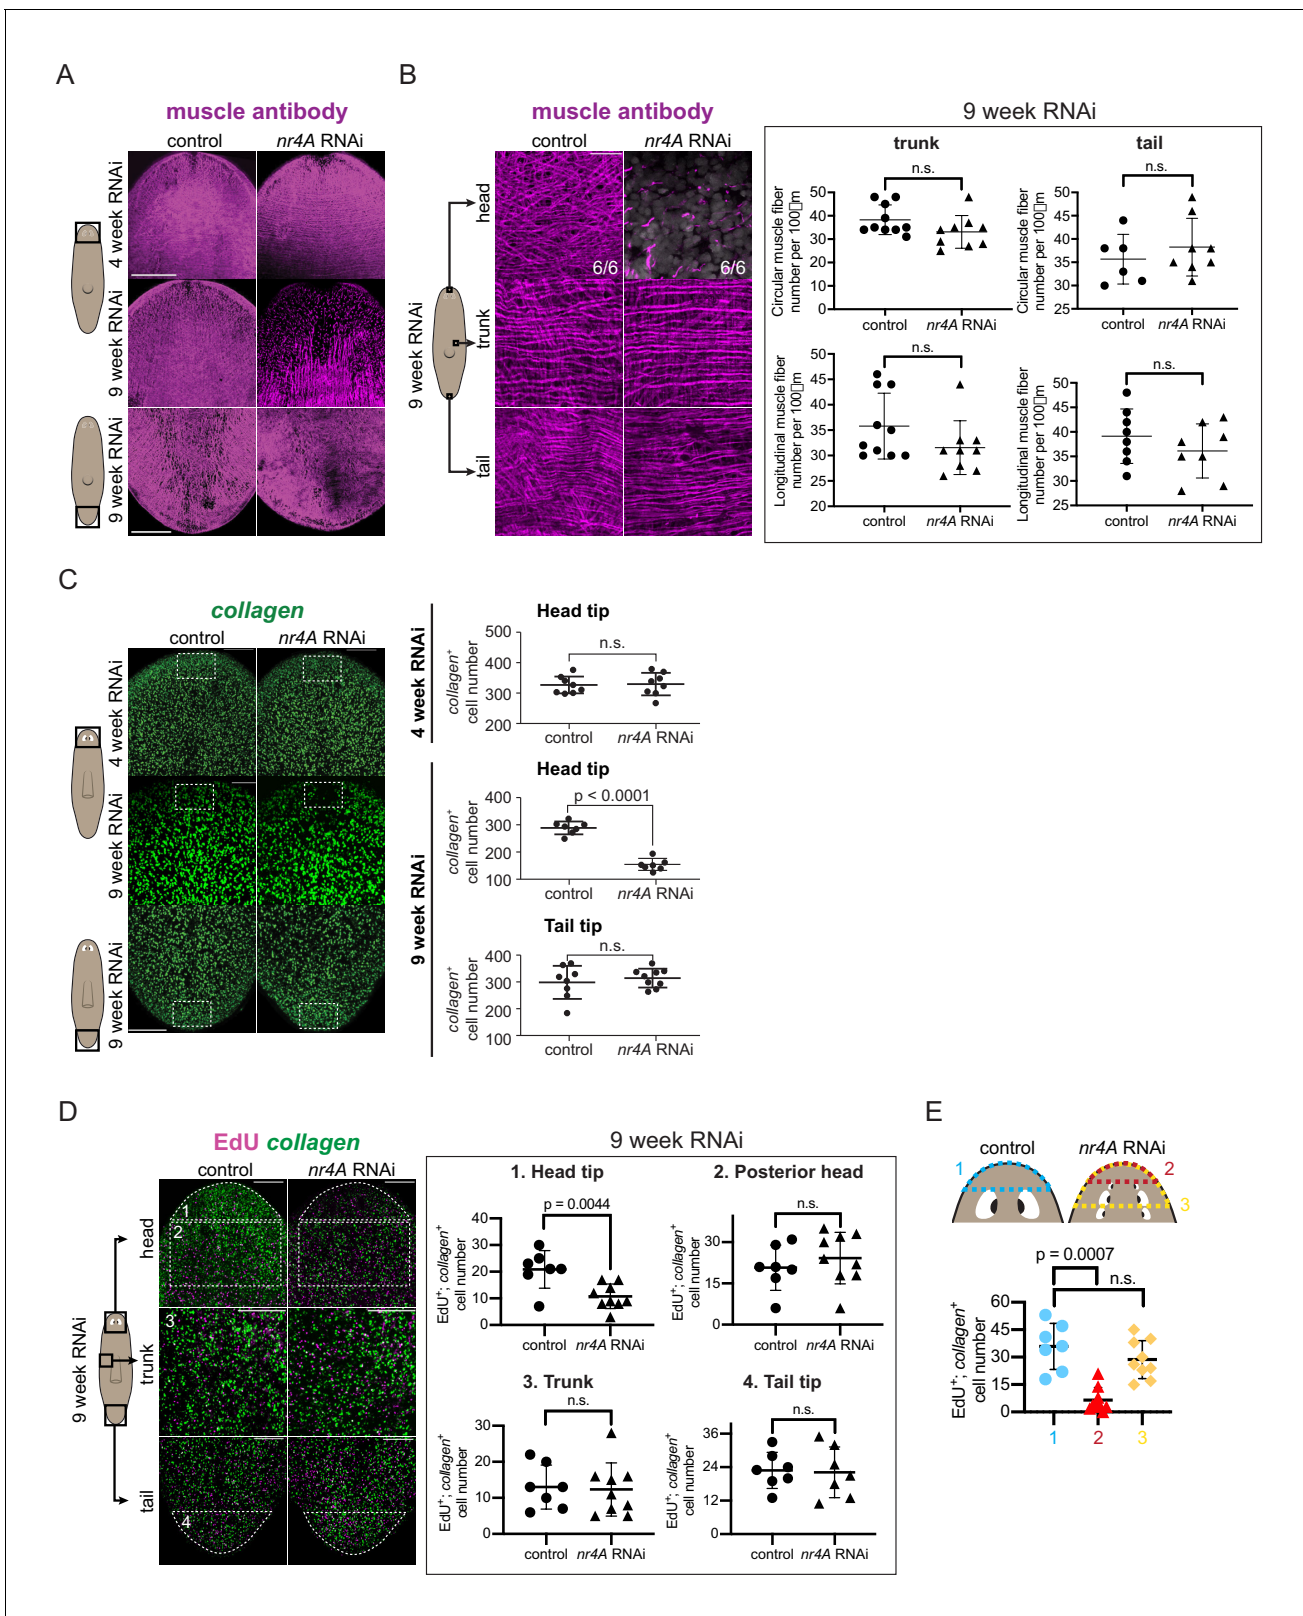 A
muscle antibody
control
nr4A RNAi
4 week RNAi
9 week RNAi
9 week RNAi
B
muscle antibody
control
nr4A RNAi
9 week RNAi
head
trunk
tail
6/6
6/6
9 week RNAi
trunk
n.s.
Circular muscle fiber
number per 100▯m
50
40
30
20
10
0
control
nr4A RNAi
tail
n.s.
Circular muscle fiber
number per 100▯m
50
45
40
35
30
25
control
nr4A RNAi
n.s.
Longitudinal muscle fiber
number per 100▯m
50
45
40
35
30
25
20
control
nr4A RNAi
n.s.
Longitudinal muscle fiber
number per 100▯m
50
45
40
35
30
25
control
nr4A RNAi
C
collagen
control
nr4A RNAi
4 week RNAi
9 week RNAi
9 week RNAi
4 week RNAi
Head tip
n.s.
collagen+
cell number
500
400
300
200
control
nr4A RNAi
9 week RNAi
Head tip
p < 0.0001
collagen+
cell number
400
300
200
100
control
nr4A RNAi
Tail tip
n.s.
collagen+
cell number
400
300
200
100
control
nr4A RNAi
D
EdU collagen
control
nr4A RNAi
9 week RNAi
head
trunk
tail
1
2
3
4
9 week RNAi
1. Head tip
p = 0.0044
EdU+; collagen+
cell number
40
30
20
10
0
control
nr4A RNAi
2. Posterior head
n.s.
EdU+; collagen+
cell number
30
15
0
control
nr4A RNAi
3. Trunk
n.s.
EdU+; collagen+
cell number
30
20
10
0
control
nr4A RNAi
4. Tail tip
n.s.
EdU+; collagen+
cell number
36
24
12
0
control
nr4A RNAi
E
control
nr4A RNAi
1
2
3
p = 0.0007
n.s.
EdU+; collagen+
cell number
60
45
30
15
0
1
2
3